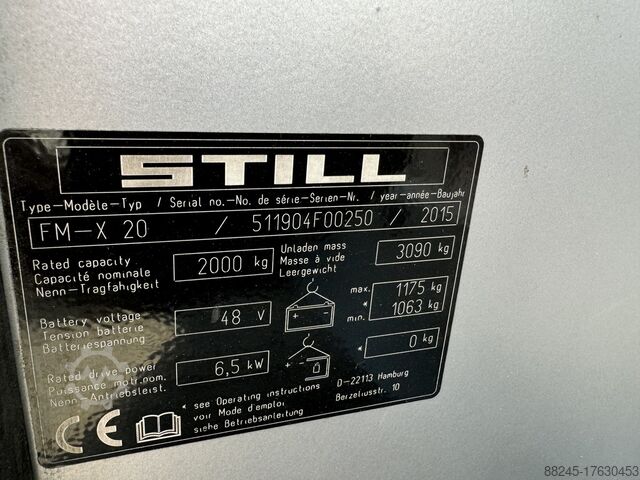 STILL
Type-Modèle-Typ / Serial no.-No. de série-Serien-Nr. / year-année-Baujahr
FM-X 20 / 511904F00250 / 2015
Rated capacity
Capacité nominale
Nenn-Tragfähigkeit
2000 kg
Unladen mass
Masse à vide
Leergewicht
3090 kg
Battery voltage
Tension batterie
Batteriespannung
48 V
max. 1175 kg
*
min. 1063 kg
Rated drive power
Puissance motr.nom.
Nenn-Antriebsleist.
6,5 kW
* 0 kg
* see Operating instructions
voir Mode d'emploi
siehe Betriebsanleitung
D-22113 Hamburg
Berzeliusstr. 10
CE
88245-17630453